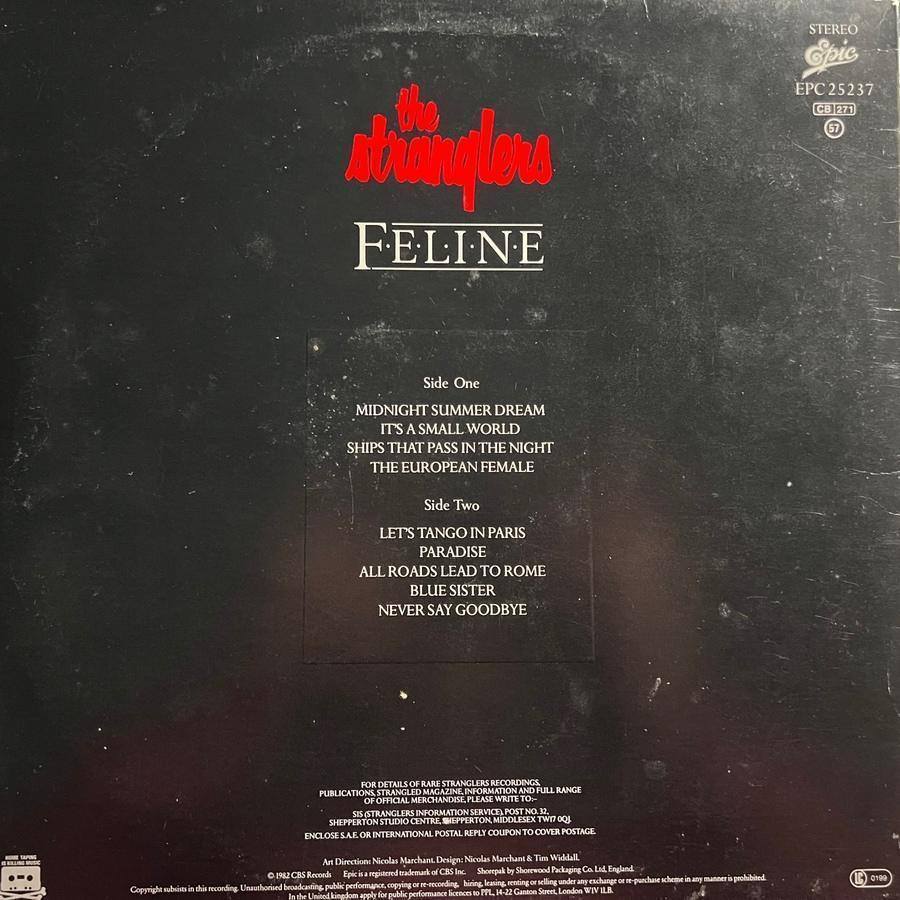 STEREO
Epic
EPC 25237
CB 271
57
the
stranglers
F·E·L·I·N·E
Side One
MIDNIGHT SUMMER DREAM
IT'S A SMALL WORLD
SHIPS THAT PASS IN THE NIGHT
THE EUROPEAN FEMALE
Side Two
LET'S TANGO IN PARIS
PARADISE
ALL ROADS LEAD TO ROME
BLUE SISTER
NEVER SAY GOODBYE
FOR DETAILS OF RARE STRANGLERS RECORDINGS,
PUBLICATIONS, STRANGLED MAGAZINE, INFORMATION AND FULL RANGE
OF OFFICIAL MERCHANDISE, PLEASE WRITE TO:–
SIS (STRANGLERS INFORMATION SERVICE), POST NO. 32,
SHEPPERTON STUDIO CENTRE, SHEPPERTON, MIDDLESEX TW17 0QJ.
ENCLOSE S.A.E. OR INTERNATIONAL POSTAL REPLY COUPON TO COVER POSTAGE.
HOME TAPING
IS KILLING MUSIC
Art Direction: Nicolas Marchant. Design: Nicolas Marchant & Tim Widdall.
© 1982 CBS Records Epic is a registered trademark of CBS Inc. Shorepak by Shorewood Packaging Co. Ltd, England.
Copyright subsists in this recording. Unauthorised broadcasting, public performance, copying or re-recording, hiring, leasing, renting or selling under any exchange or re-purchase scheme in any manner is prohibited.
In the United kingdom apply for public performance licences to PPL, 14-22 Ganton Street, London W1V 1LB.
LC 0199